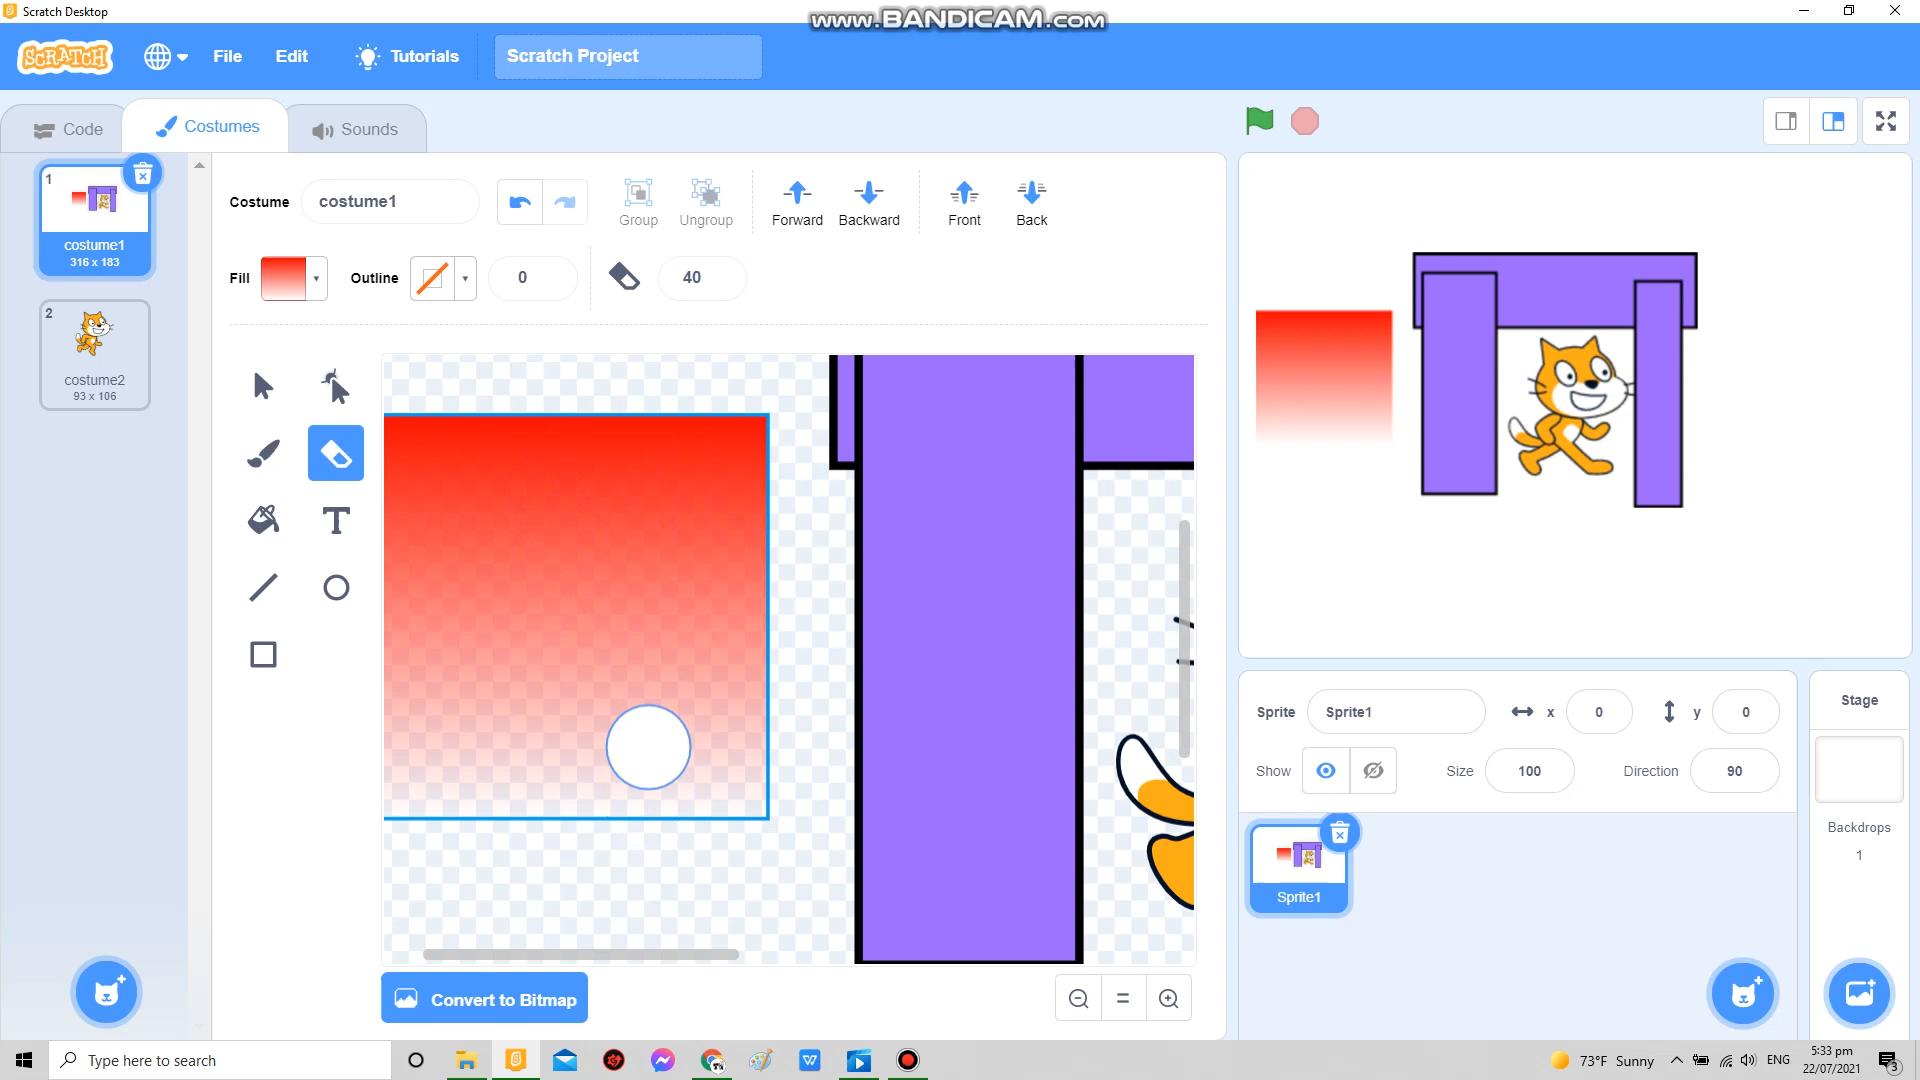 Scratch Desktop
www.BANDICAM.com
SCRATCH
File
Edit
Tutorials
Scratch Project
Code
Costumes
Sounds
1
costume1
316 x 183
2
costume2
93 x 106
Costume
costume1
Group
Ungroup
Forward
Backward
Front
Back
Fill
Outline
0
40
T
Convert to Bitmap
Sprite
Sprite1
x
0
y
0
Show
Size
100
Direction
90
Sprite1
Stage
Backdrops
1
Type here to search
73°F Sunny
ENG
5:33 pm
22/07/2021
3